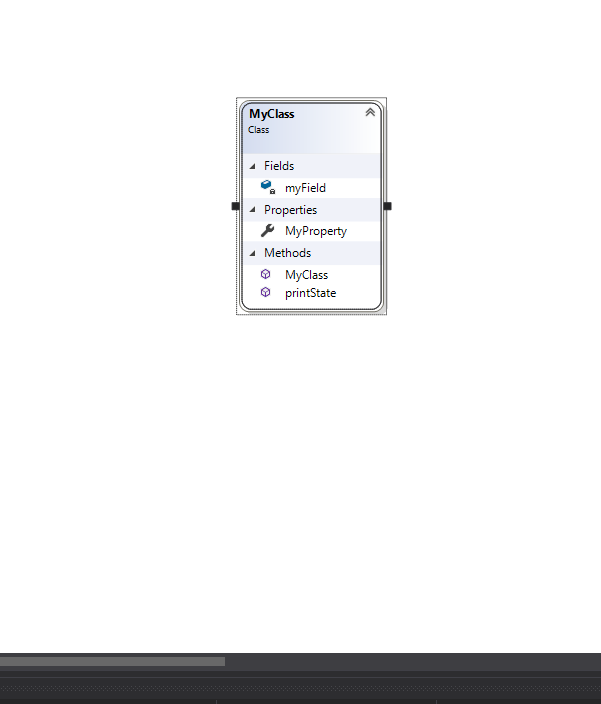 MyClass
Class
Fields
myField
Properties
MyProperty
Methods
MyClass
printState